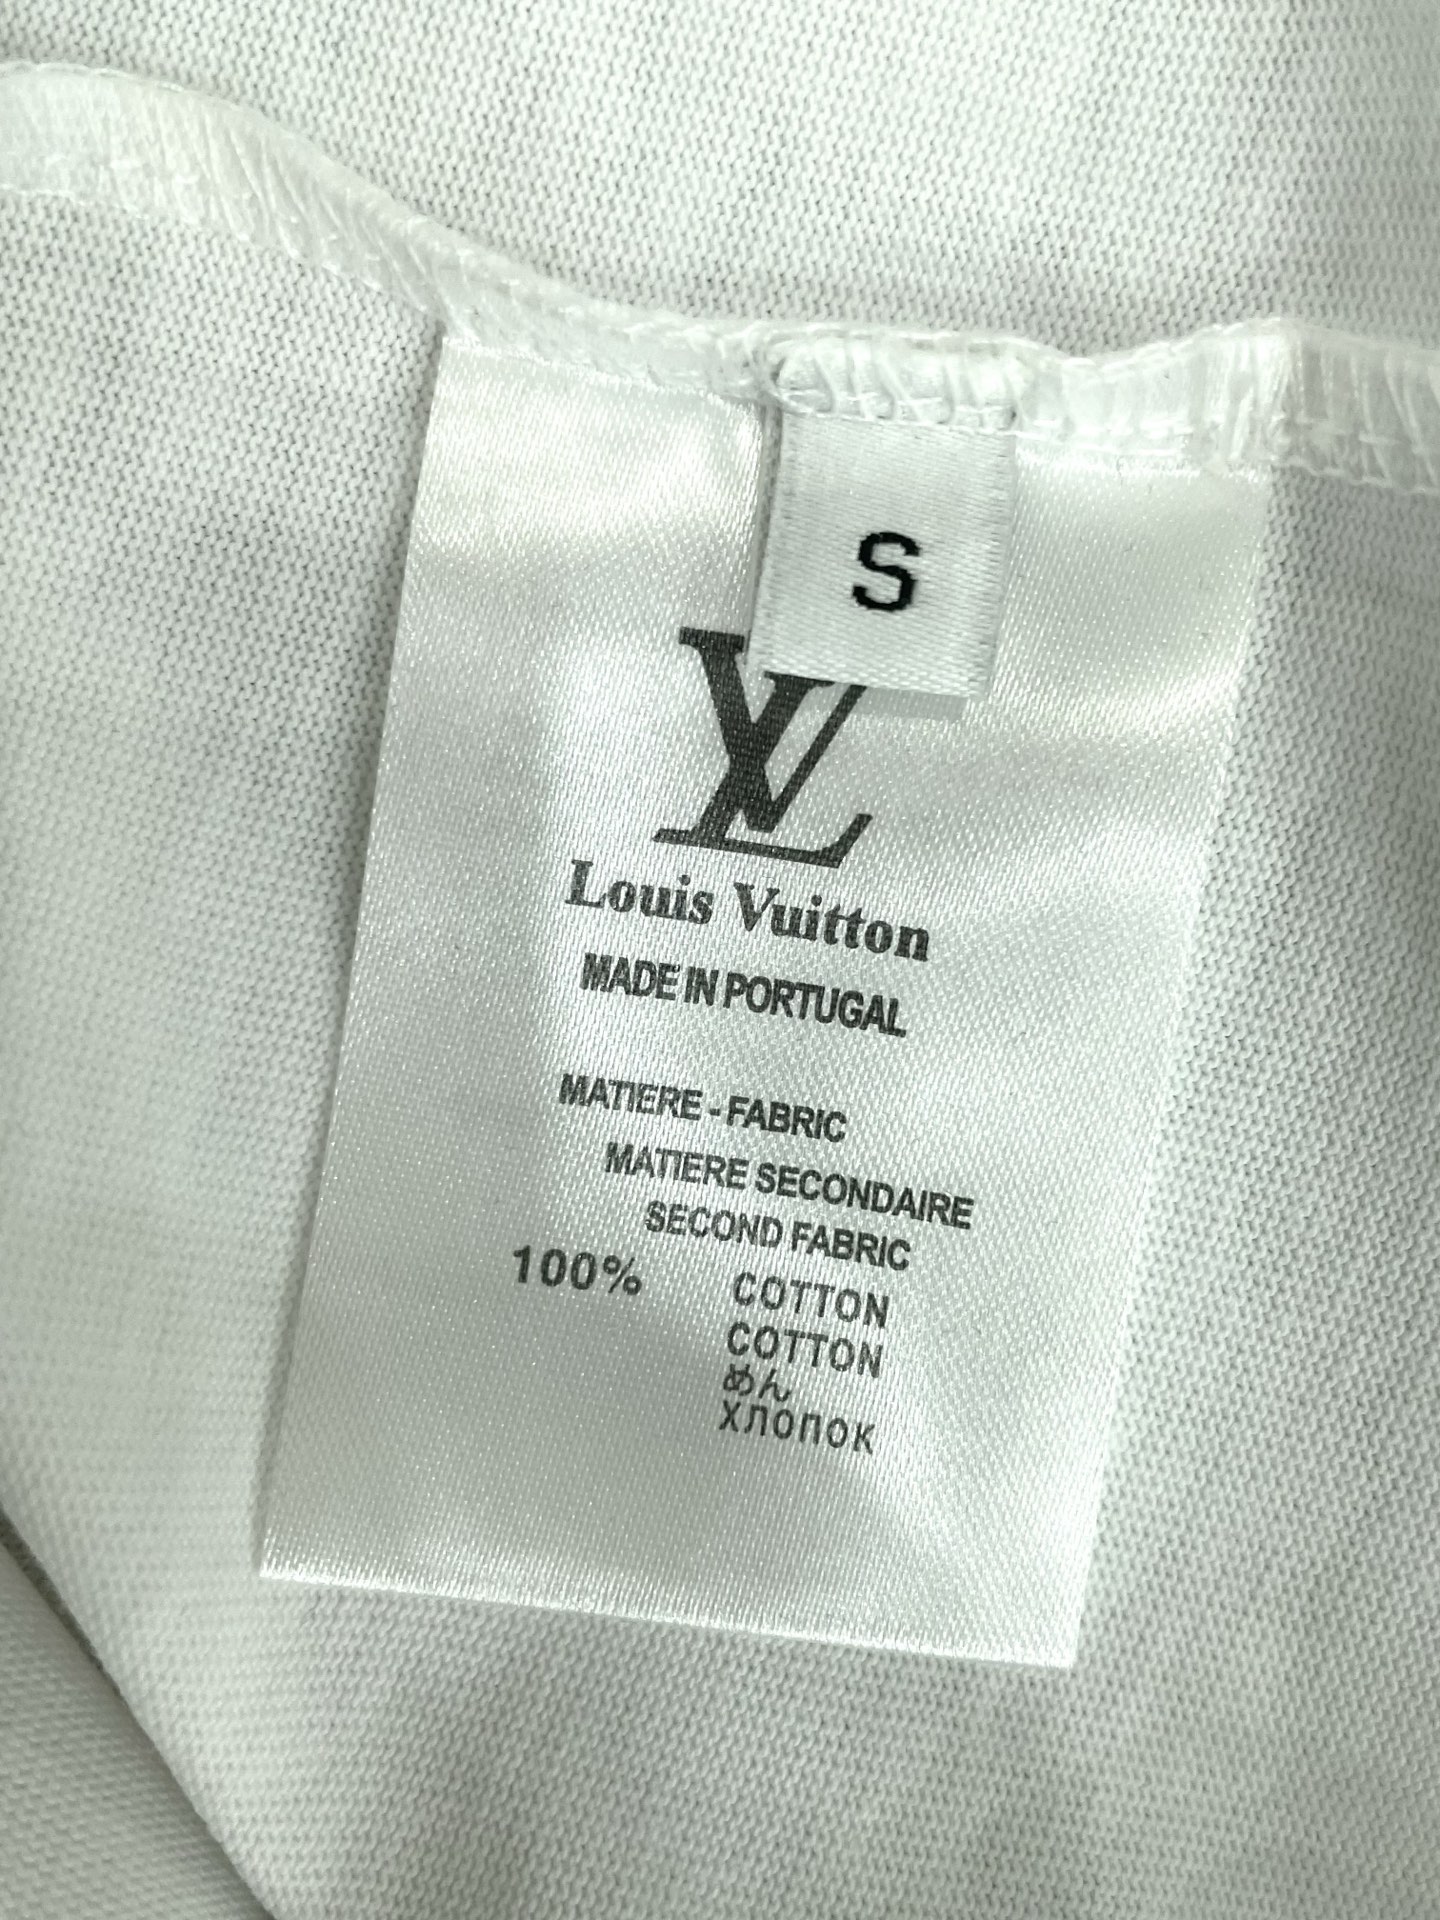 S
LV
Louis Vuitton
MADE IN PORTUGAL
MATIERE - FABRIC
MATIERE SECONDAIRE
SECOND FABRIC
100% COTTON
COTTON
めん
ХЛОПОК